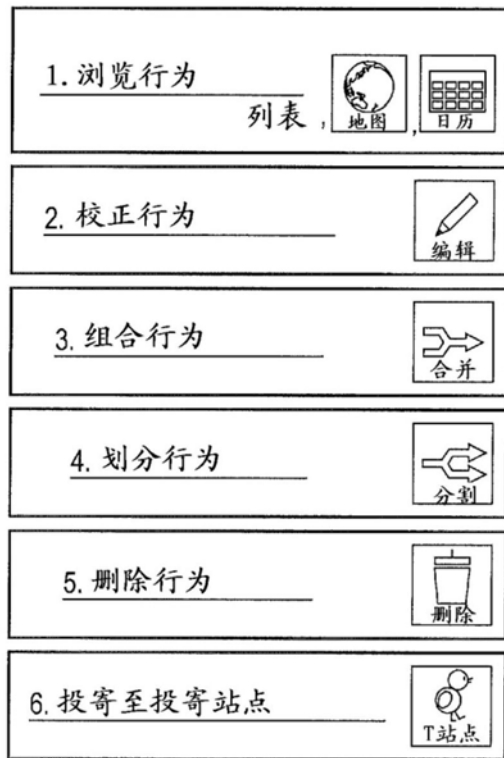 1. 浏览行为
列表 , 地图 , 日历
2. 校正行为
编辑
3. 组合行为
合并
4. 划分行为
分割
5. 删除行为
删除
6. 投寄至投寄站点
T站点